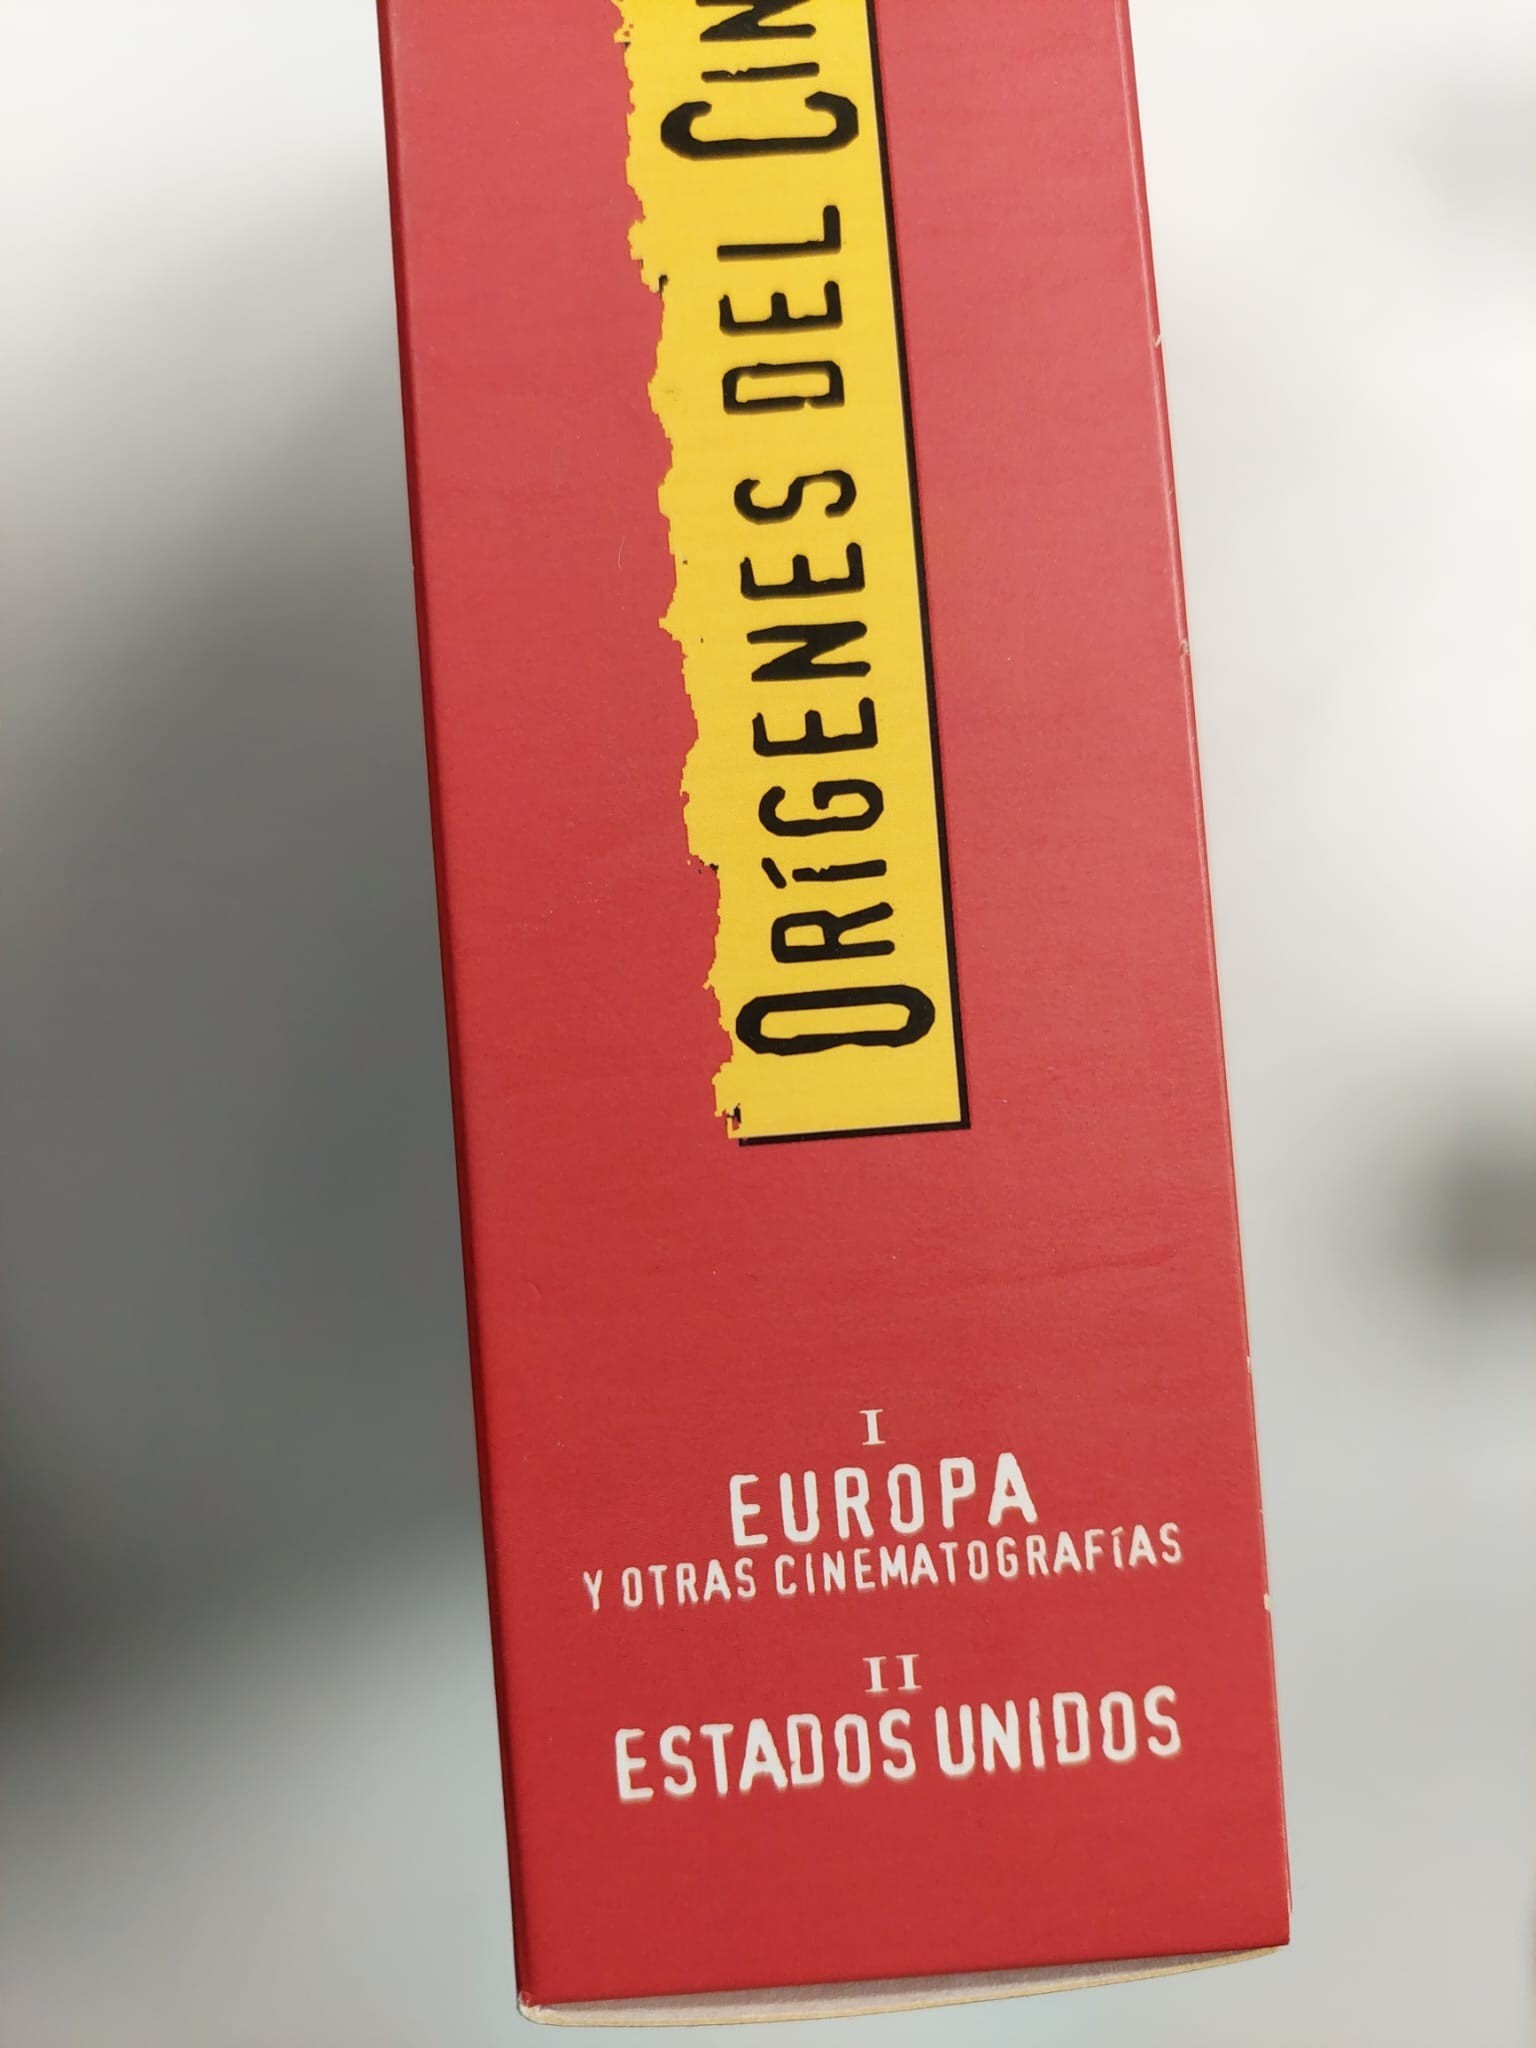 ORÍGENES DEL CIN
I
EUROPA
Y OTRAS CINEMATOGRAFÍAS
II
ESTADOS UNIDOS